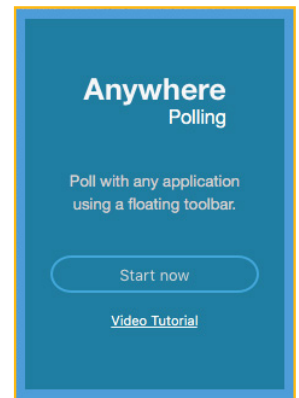 Anywhere
Polling
Poll with any application
using a floating toolbar.
Start now
Video Tutorial